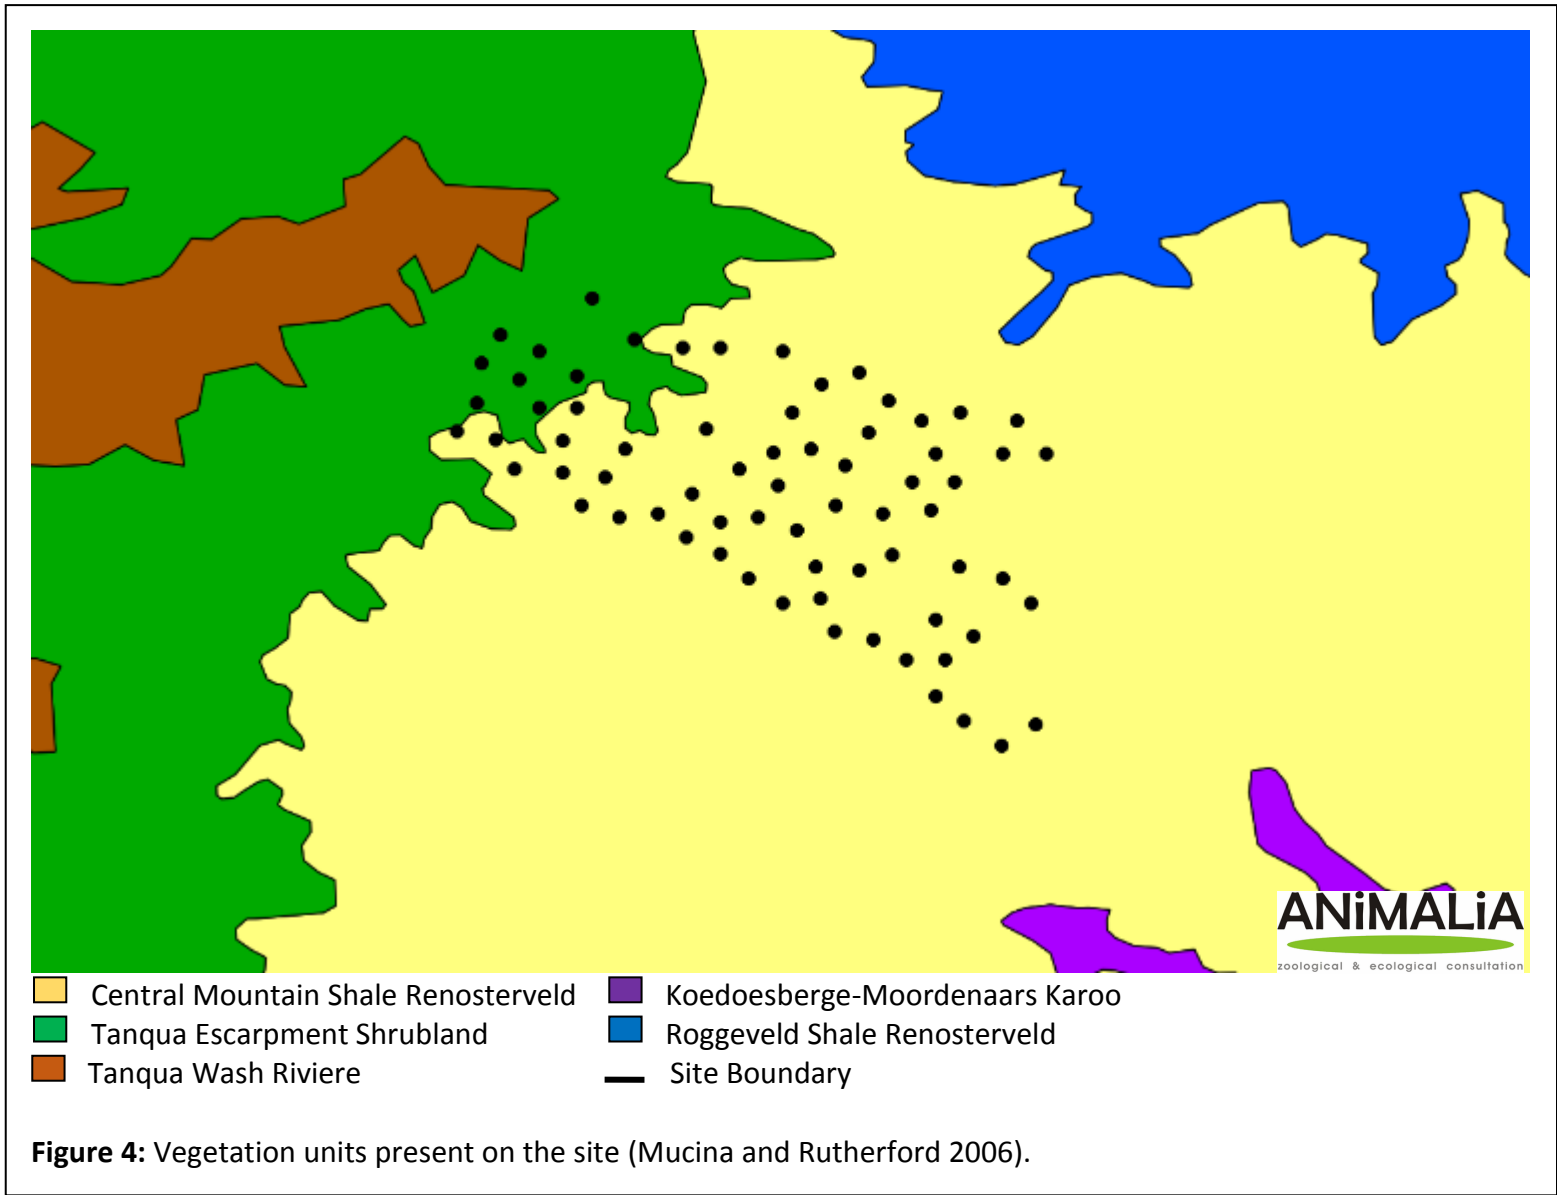 ANiMALiA
zoological & ecological consultation
Central Mountain Shale Renosterveld
Koedoesberge-Moordenaars Karoo
Tanqua Escarpment Shrubland
Roggeveld Shale Renosterveld
Tanqua Wash Riviere
Site Boundary
Figure 4: Vegetation units present on the site (Mucina and Rutherford 2006).